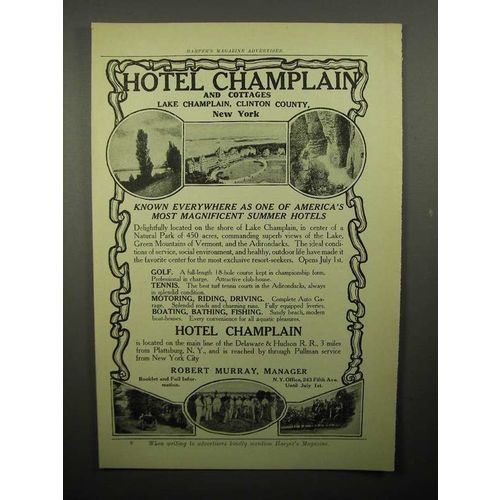 HARPER'S MAGAZINE ADVERTISER.
HOTEL CHAMPLAIN
AND COTTAGES
LAKE CHAMPLAIN, CLINTON COUNTY,
New York
KNOWN EVERYWHERE AS ONE OF AMERICA'S
MOST MAGNIFICENT SUMMER HOTELS
Delightfully located on the shore of Lake Champlain, in center of a
Natural Park of 450 acres, commanding superb views of the Lake,
Green Mountains of Vermont, and the Adirondacks. The ideal condi-
tions of service, social environment, and healthy, outdoor life have made it
the favorite center for the most exclusive resort-seekers. Opens July 1st.
GOLF. A full-length 18-hole course kept in championship form.
Professional in charge. Attractive club-house.
TENNIS. The best turf tennis courts in the Adirondacks, always
in splendid condition.
MOTORING, RIDING, DRIVING. Complete Auto Ga-
rage. Splendid roads and charming runs. Fully equipped liveries.
BOATING, BATHING, FISHING. Sandy beach, modern
boat-houses. Every convenience for all aquatic pleasures.
HOTEL CHAMPLAIN
is located on the main line of the Delaware & Hudson R. R., 3 miles
from Plattsburg, N. Y., and is reached by through Pullman service
from New York City
ROBERT MURRAY, MANAGER
Booklet and Full Infor-
mation.
N. Y. Office, 243 Fifth Ave.
Until July 1st.
When writing to advertisers kindly mention Harper's Magazine.